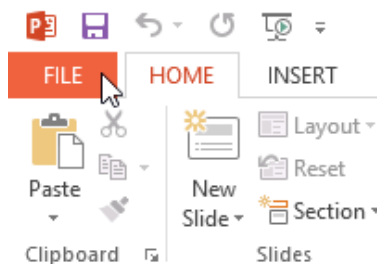 FILE HOME INSERT
Paste
New
Slide
Layout
Reset
Section
Clipboard Slides